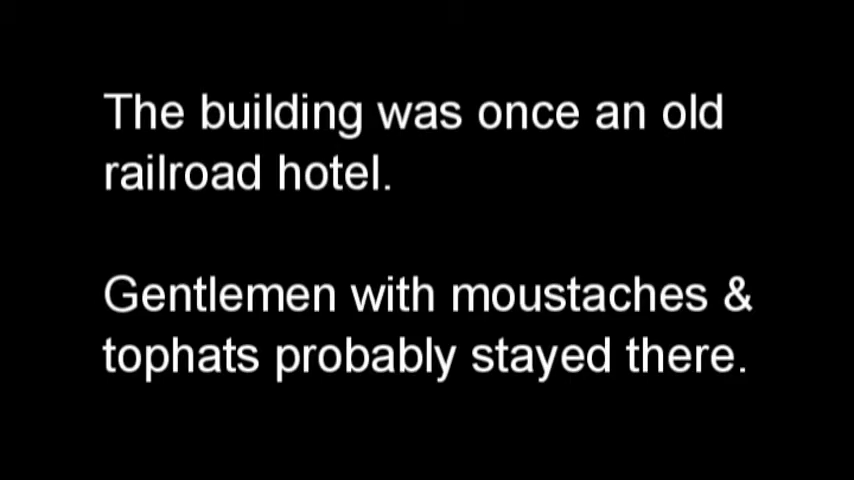 The building was once an old
railroad hotel.
Gentlemen with moustaches &
tophats probably stayed there.